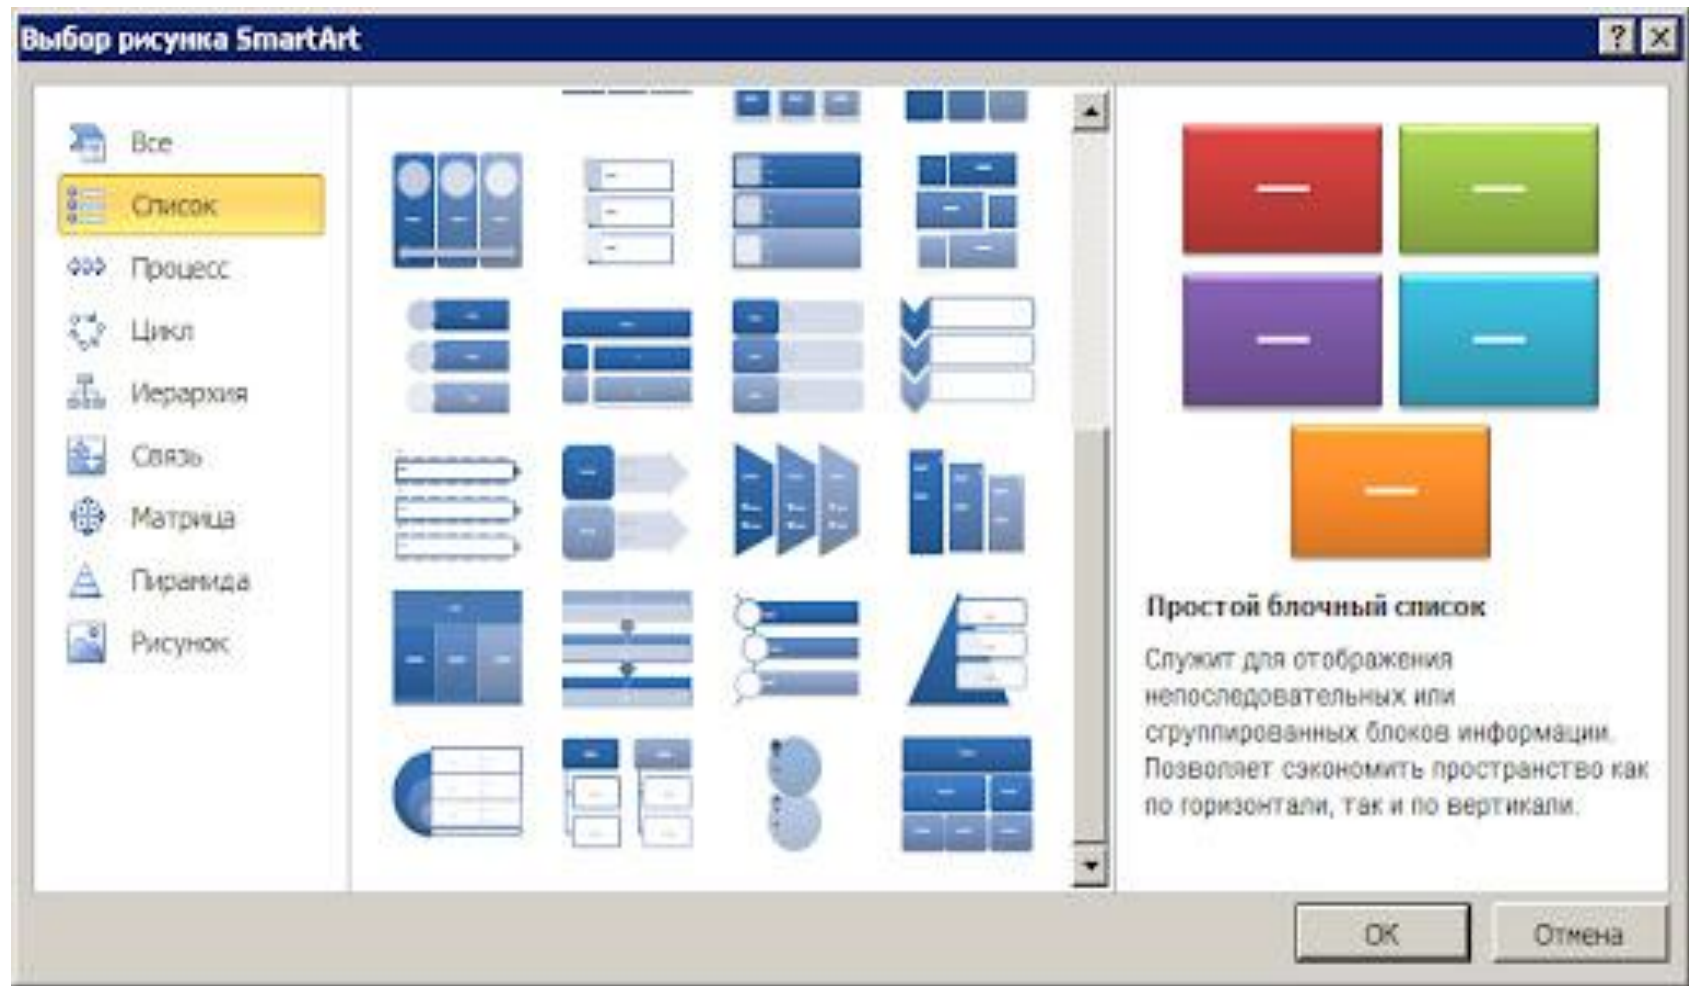 Выбор рисунка SmartArt
Все
Список
Процесс
Цикл
Иерархия
Связь
Матрица
Пирамида
Рисунок
Простой блочный список
Служит для отображения
непоследовательных или
сгруппированных блоков информации.
Позволяет сэкономить пространство как
по горизонтали, так и по вертикали.
ОК
Отмена